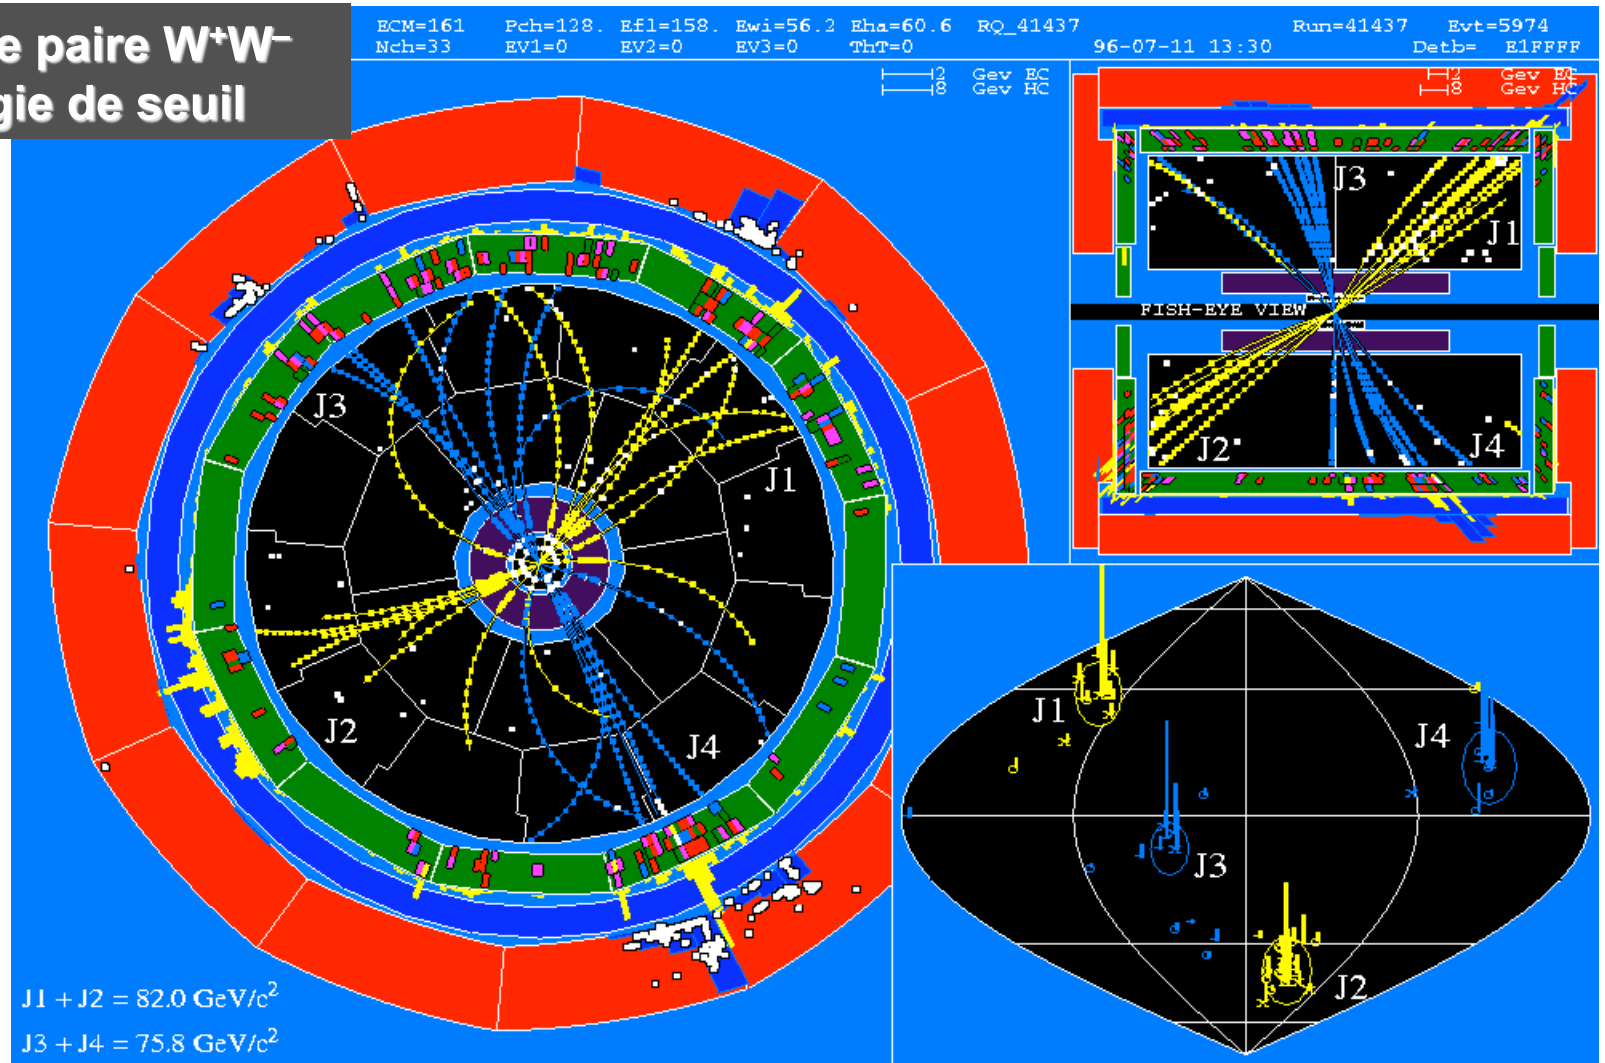 e paire W⁺W⁻
gie de seuil
ECM=161 Pch=128. Efl=158. Ewi=56.2 Eha=60.6 RQ_41437 Run=41437 Evt=5974
Nch=33 EV1=0 EV2=0 EV3=0 ThT=0 96-07-11 13:30 Detb= E1FFFF
2 Gev EC
8 Gev HC
2 Gev EC
8 Gev HC
J3
J1
FISH-EYE VIEW
J2
J4
J3
J1
J2
J4
J1
J4
J3
J2
J1 + J2 = 82.0 GeV/c²
J3 + J4 = 75.8 GeV/c²